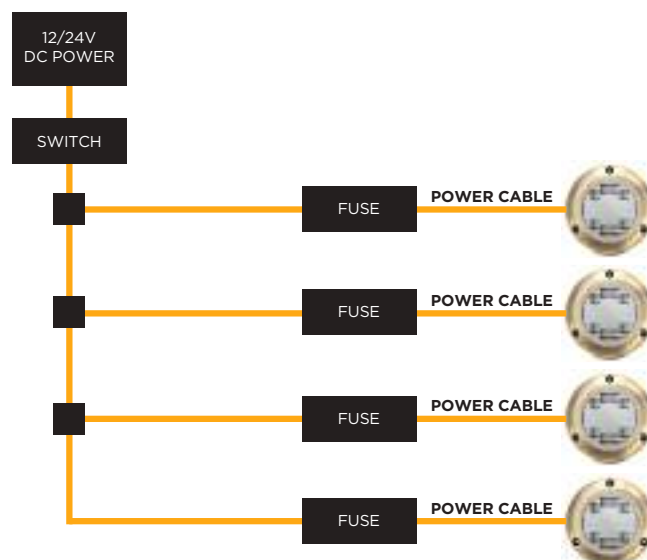 12/24V
DC POWER
SWITCH
FUSE
POWER CABLE
FUSE
POWER CABLE
FUSE
POWER CABLE
FUSE
POWER CABLE